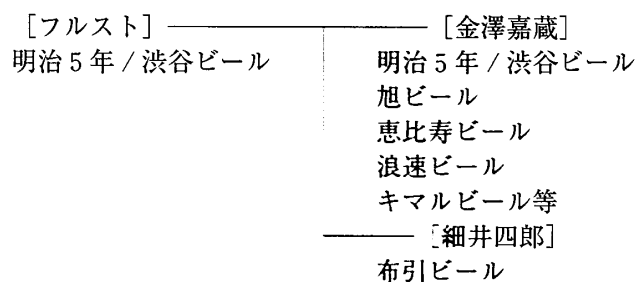 [フルスト] [金澤嘉蔵]
明治5年/渋谷ビール 明治5年/渋谷ビール
旭ビール
恵比寿ビール
浪速ビール
キマルビール等
[細井四郎]
布引ビール